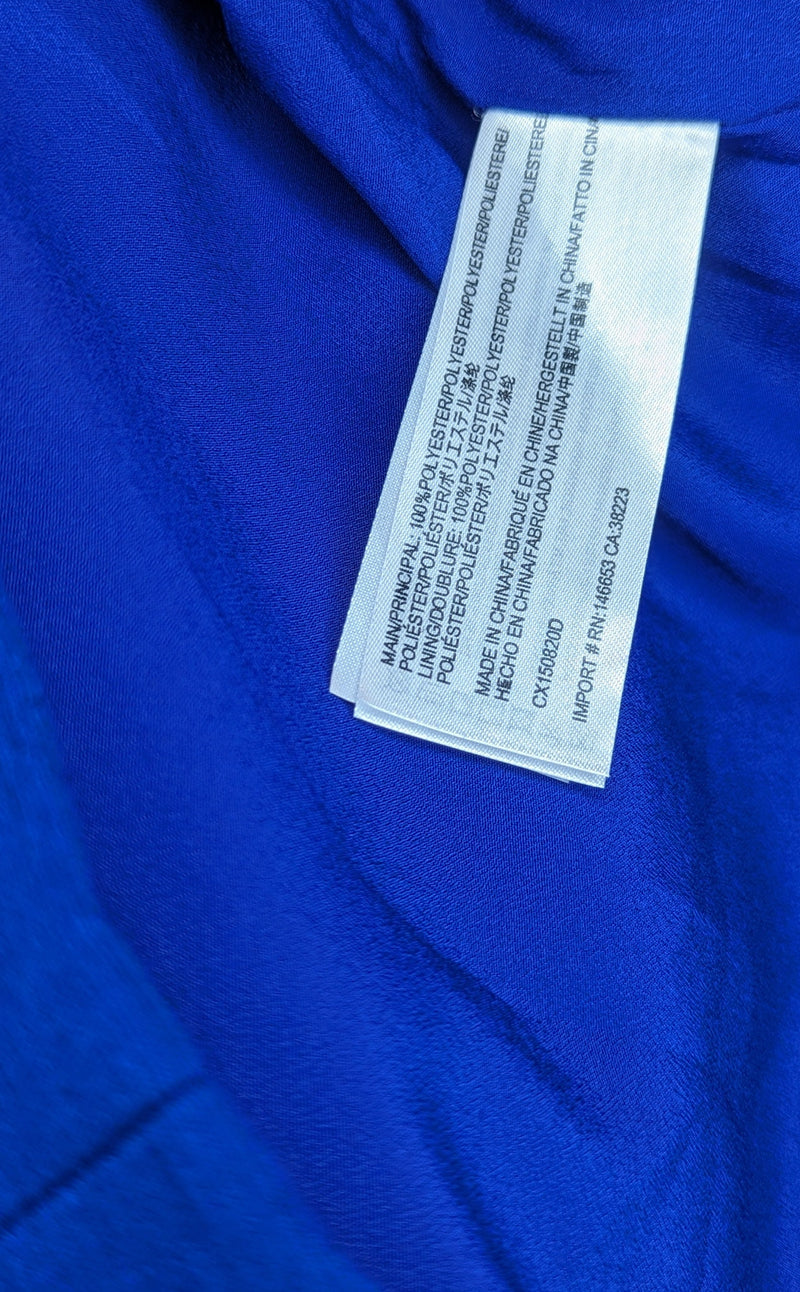 MAIN/PRINCIPAL: 100%POLYESTER/POLYESTER/POLYESTER/POLIESTERE/
POLIÉSTER/POLIÉSTER/ポリエステル/涤纶
LINING/DOUBLURE: 100%POLYESTER/POLYESTER/POLYESTER/POLIESTERE
POLIÉSTER/POLIÉSTER/ポリエステル/涤纶
MADE IN CHINA/FABRIQUÉ EN CHINE/HERGESTELLT IN CHINA/FATTO IN CINA
HECHO EN CHINA/FABRICADO NA CHINA/中国製/中国制造
CX150820D
IMPORT # RN:146653 CA:38223